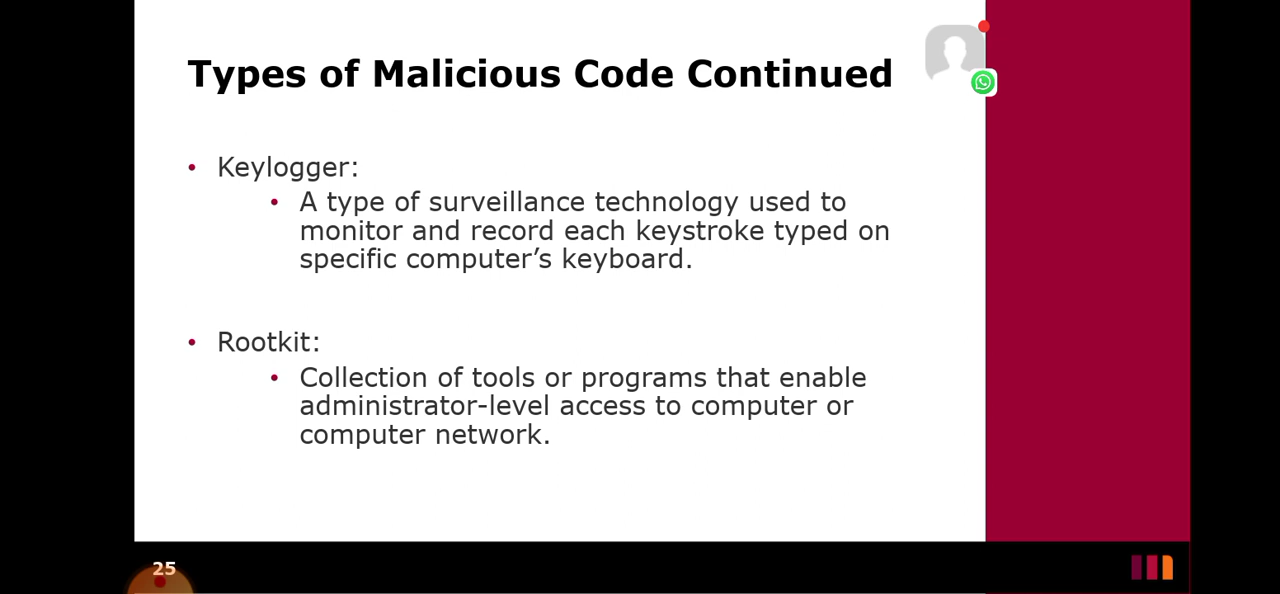 Types of Malicious Code Continued
• Keylogger:
• A type of surveillance technology used to
monitor and record each keystroke typed on
specific computer’s keyboard.
• Rootkit:
• Collection of tools or programs that enable
administrator-level access to computer or
computer network.
25